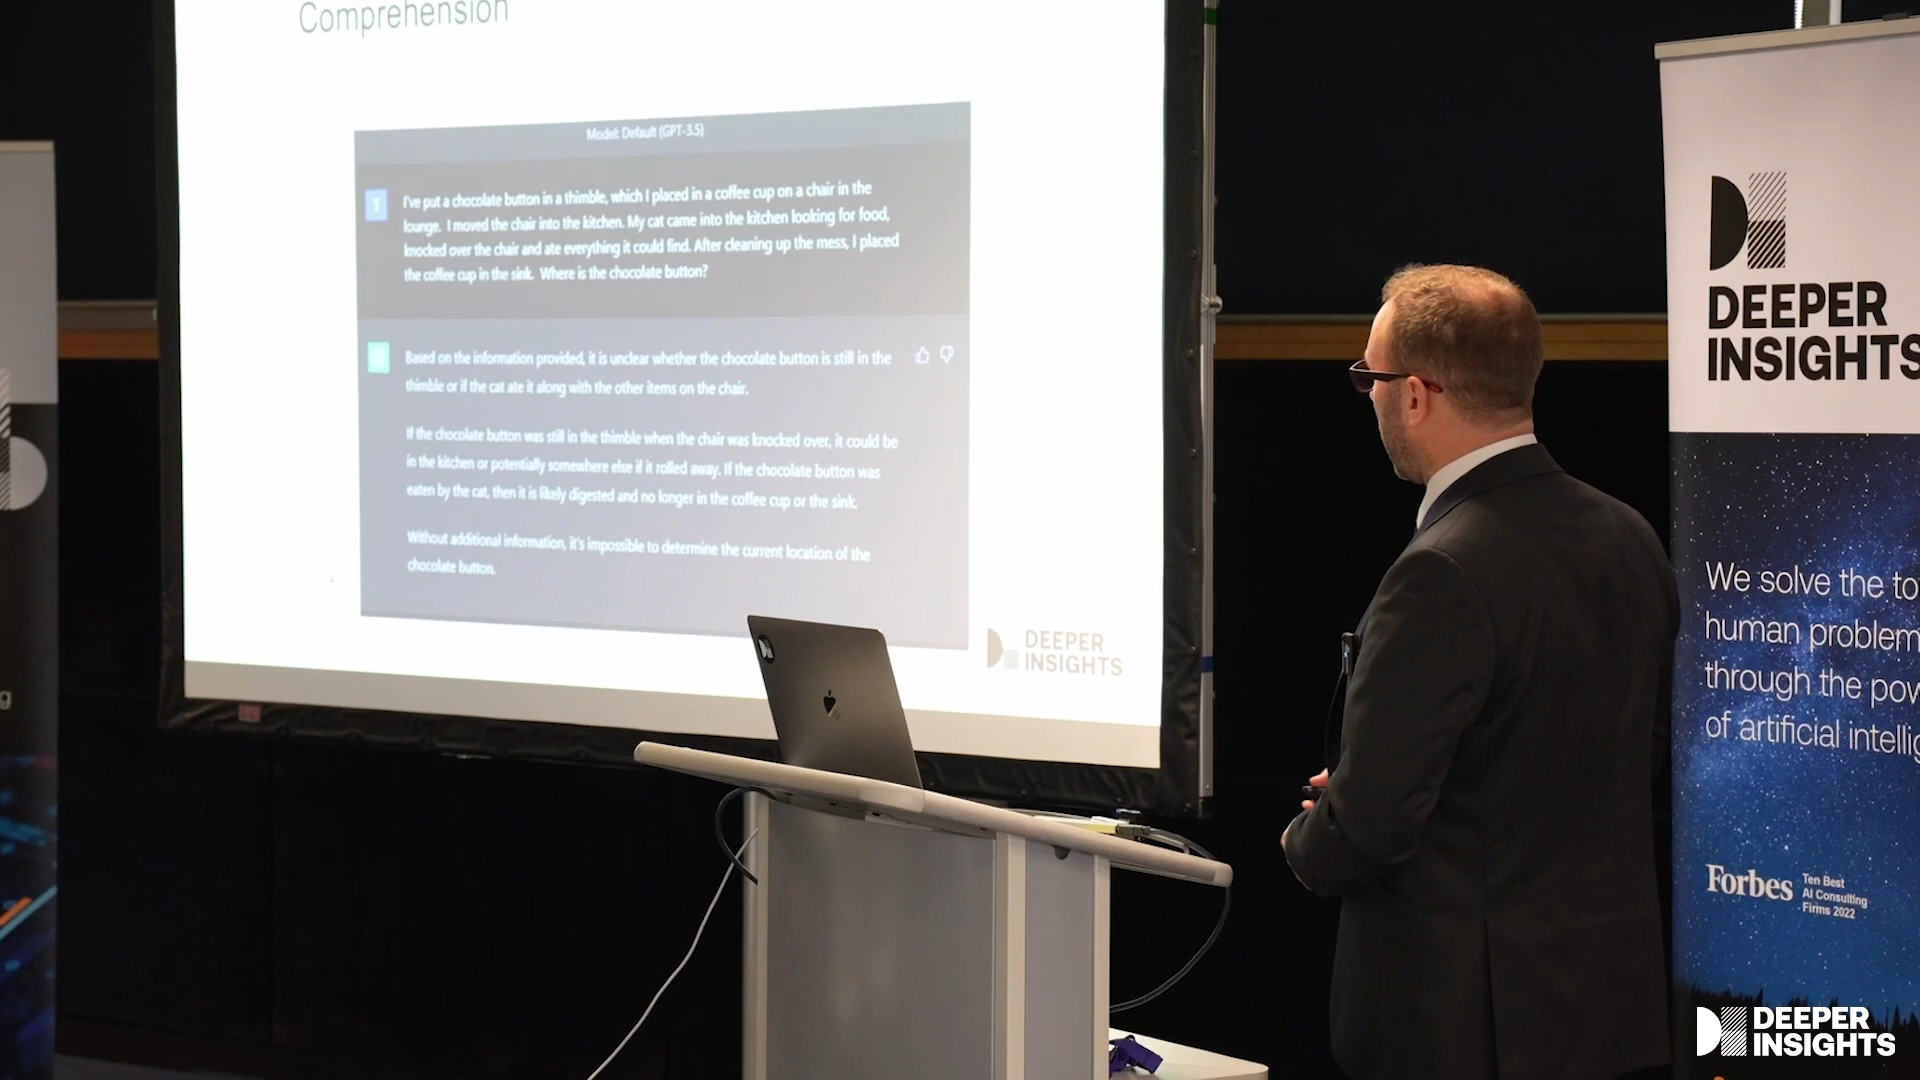 Comprehension
Model: Default (GPT-3.5)
T
I've put a chocolate button in a thimble, which I placed in a coffee cup on a chair in the
lounge. I moved the chair into the kitchen. My cat came into the kitchen looking for food,
knocked over the chair and ate everything it could find. After cleaning up the mess, I placed
the coffee cup in the sink. Where is the chocolate button?
Based on the information provided, it is unclear whether the chocolate button is still in the
thimble or if the cat ate it along with the other items on the chair.
If the chocolate button was still in the thimble when the chair was knocked over, it could be
in the kitchen or potentially somewhere else if it rolled away. If the chocolate button was
eaten by the cat, then it is likely digested and no longer in the coffee cup or the sink.
Without additional information, it's impossible to determine the current location of the
chocolate button.
DEEPER
INSIGHTS
DEEPER
INSIGHTS
We solve the to
human problem
through the pow
of artificial intellig
Forbes
Ten Best
AI Consulting
Firms 2022
DEEPER
INSIGHTS
g